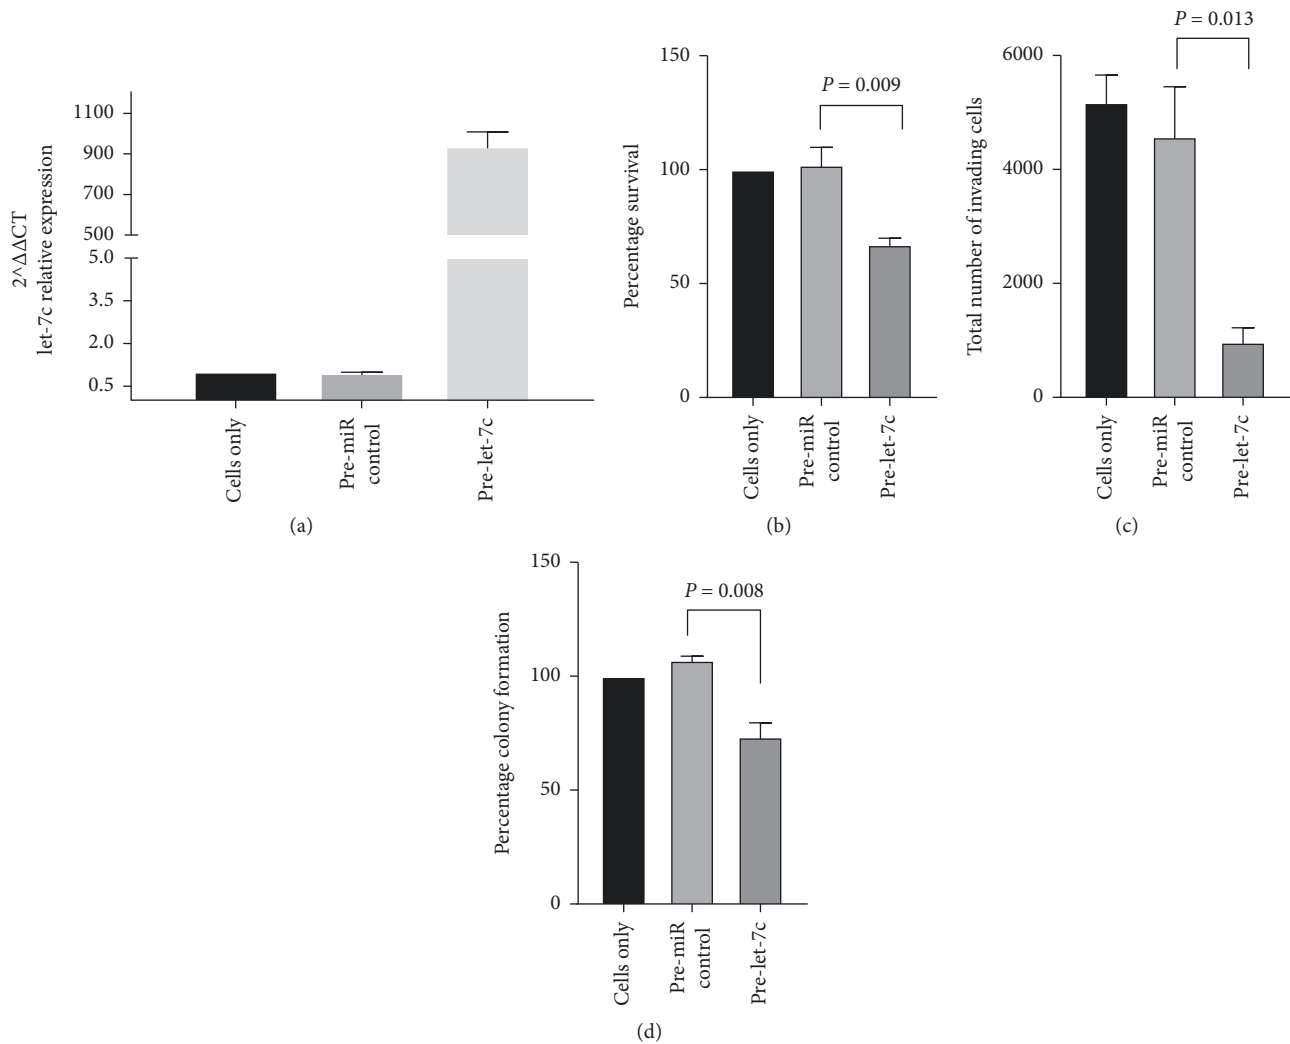 2^ΔΔCT
let-7c relative expression
1100
900
700
500
5.0
3.5
2.0
0.5
Cells only
Pre-miR
control
Pre-let-7c
(a)
Percentage survival
150
100
50
0
P = 0.009
Cells only
Pre-miR
control
Pre-let-7c
(b)
Total number of invading cells
6000
4000
2000
0
P = 0.013
Cells only
Pre-miR
control
Pre-let-7c
(c)
Percentage colony formation
150
100
50
0
P = 0.008
Cells only
Pre-miR
control
Pre-let-7c
(d)